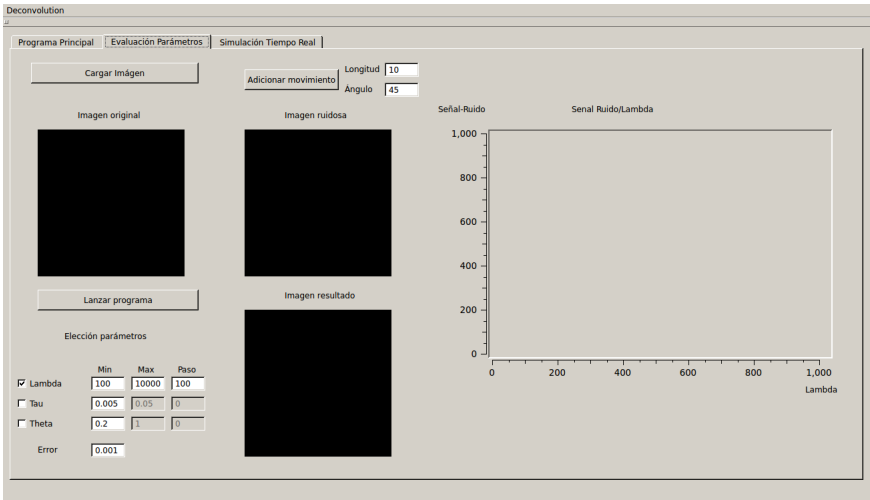 Deconvolution
Programa Principal Evaluación Parámetros Simulación Tiempo Real
Cargar Imágen
Adicionar movimiento
Longitud 10
Ángulo 45
Imagen original
Imagen ruidosa
Señal-Ruido
Senal Ruido/Lambda
1,000
800
600
400
200
0
0 200 400 600 800 1,000
Lambda
Lanzar programa
Imagen resultado
Elección parámetros
Min Max Paso
Lambda 100 10000 100
Tau 0.005 0.05 0
Theta 0.2 1 0
Error 0.001